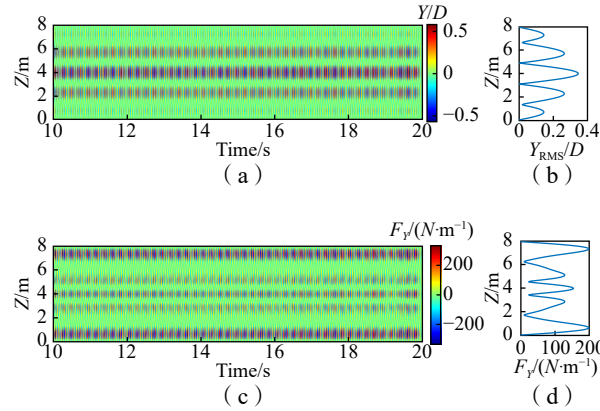 Y/D
0.5
0
−0.5
8
6
4
2
0
Z/m
10 12 14 16 18 20
Time/s
( a )
8
6
4
2
0
Z/m
0 0.2 0.4
Y_RMS/D
( b )
F_Y/(N·m⁻¹)
200
0
−200
8
6
4
2
0
Z/m
10 12 14 16 18 20
Time/s
( c )
8
6
4
2
0
Z/m
0 100 200
F_Y/(N·m⁻¹)
( d )